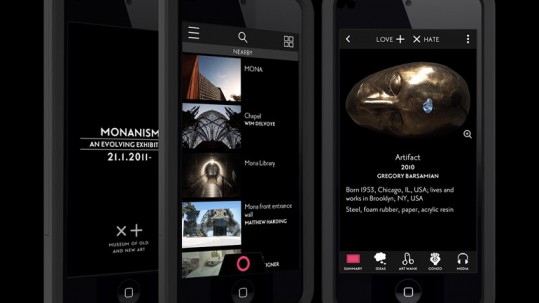 MONANISM
AN EVOLVING EXHIBIT
21.1.2011-
MUSEUM OF OLD
AND NEW ART
NEARBY
MONA
Chapel
WIM DELVOYE
Mona Library
Mona front entrance
wall
MATTHEW HARDING
IGNER
LOVE + × HATE
Artifact
2010
GREGORY BARSAMIAN
Born 1953, Chicago, IL, USA; lives and
works in Brooklyn, NY, USA
Steel, foam rubber, paper, acrylic resin
SUMMARY
IDEAS
ART WANK
GONZO
MEDIA